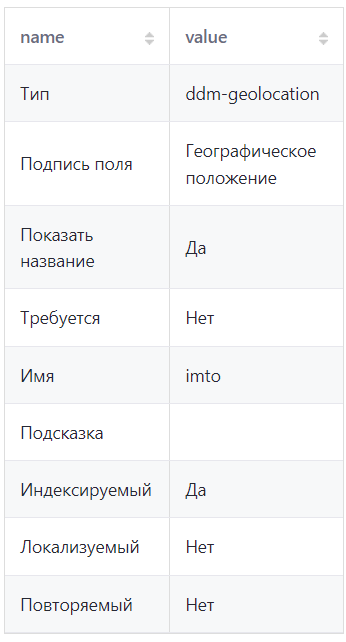 name value
Тип ddm-geolocation
Подпись поля Географическое
положение
Показать
название Да
Требуется Нет
Имя imto
Подсказка
Индексируемый Да
Локализуемый Нет
Повторяемый Нет